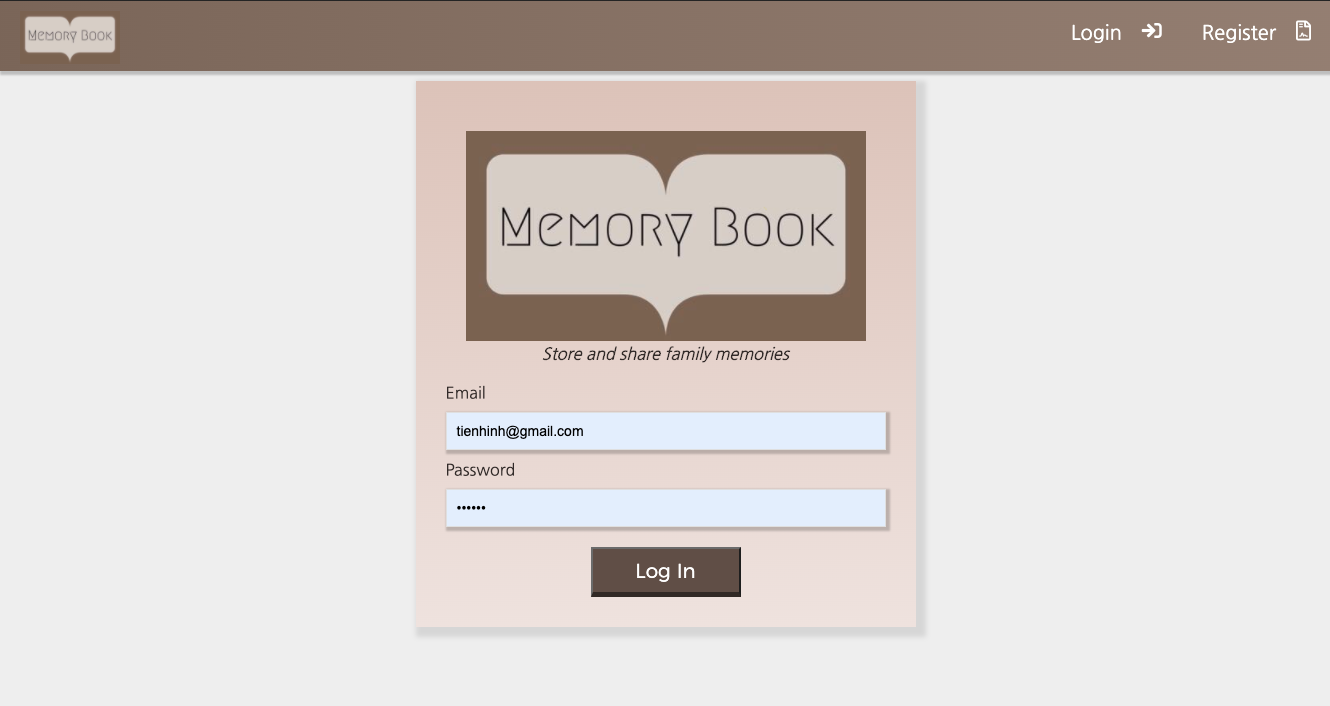 Memory Book
Login
Register
Memory Book
Store and share family memories
Email
tienhinh@gmail.com
Password
••••••
Log In